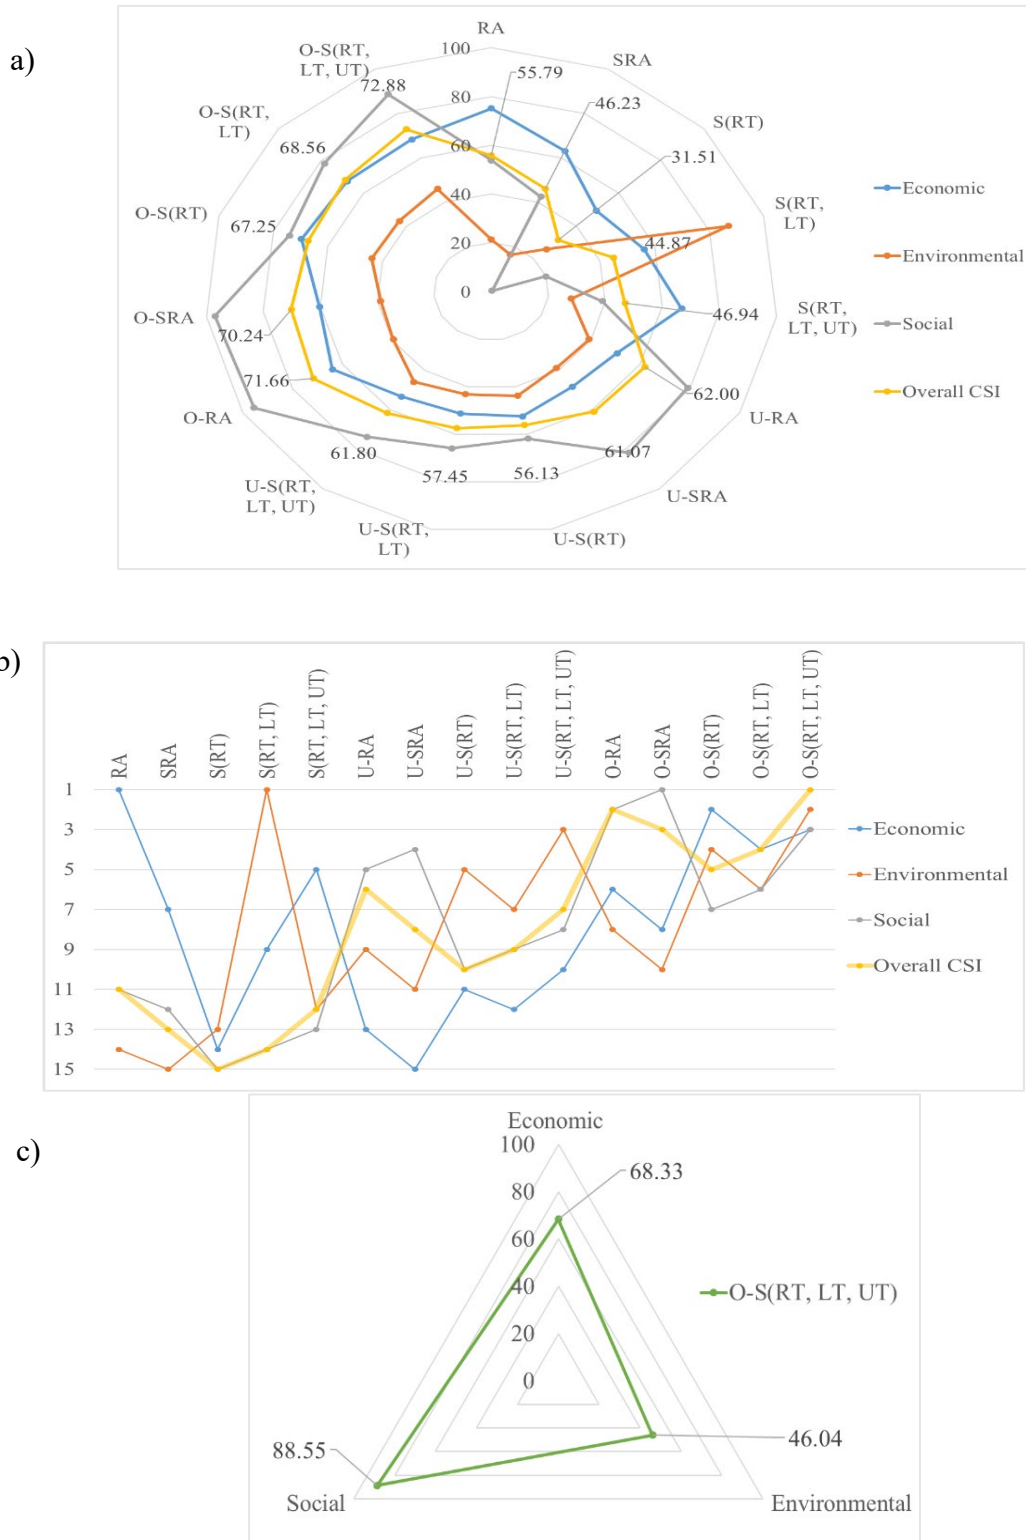 a)
RA
SRA
S(RT)
S(RT,
LT)
S(RT,
LT, UT)
U-RA
U-SRA
U-S(RT)
U-S(RT,
LT)
U-S(RT,
LT, UT)
O-RA
O-SRA
O-S(RT)
O-S(RT,
LT)
O-S(RT,
LT, UT)
100
80
60
40
20
0
55.79
46.23
31.51
44.87
46.94
62.00
61.07
56.13
57.45
61.80
71.66
70.24
67.25
68.56
72.88
Economic
Environmental
Social
Overall CSI
b)
RA
SRA
S(RT)
S(RT, LT)
S(RT, LT, UT)
U-RA
U-SRA
U-S(RT)
U-S(RT, LT)
U-S(RT, LT, UT)
O-RA
O-SRA
O-S(RT)
O-S(RT, LT)
O-S(RT, LT, UT)
1
3
5
7
9
11
13
15
Economic
Environmental
Social
Overall CSI
c)
Economic
100
80
60
40
20
0
68.33
O-S(RT, LT, UT)
46.04
88.55
Social
Environmental